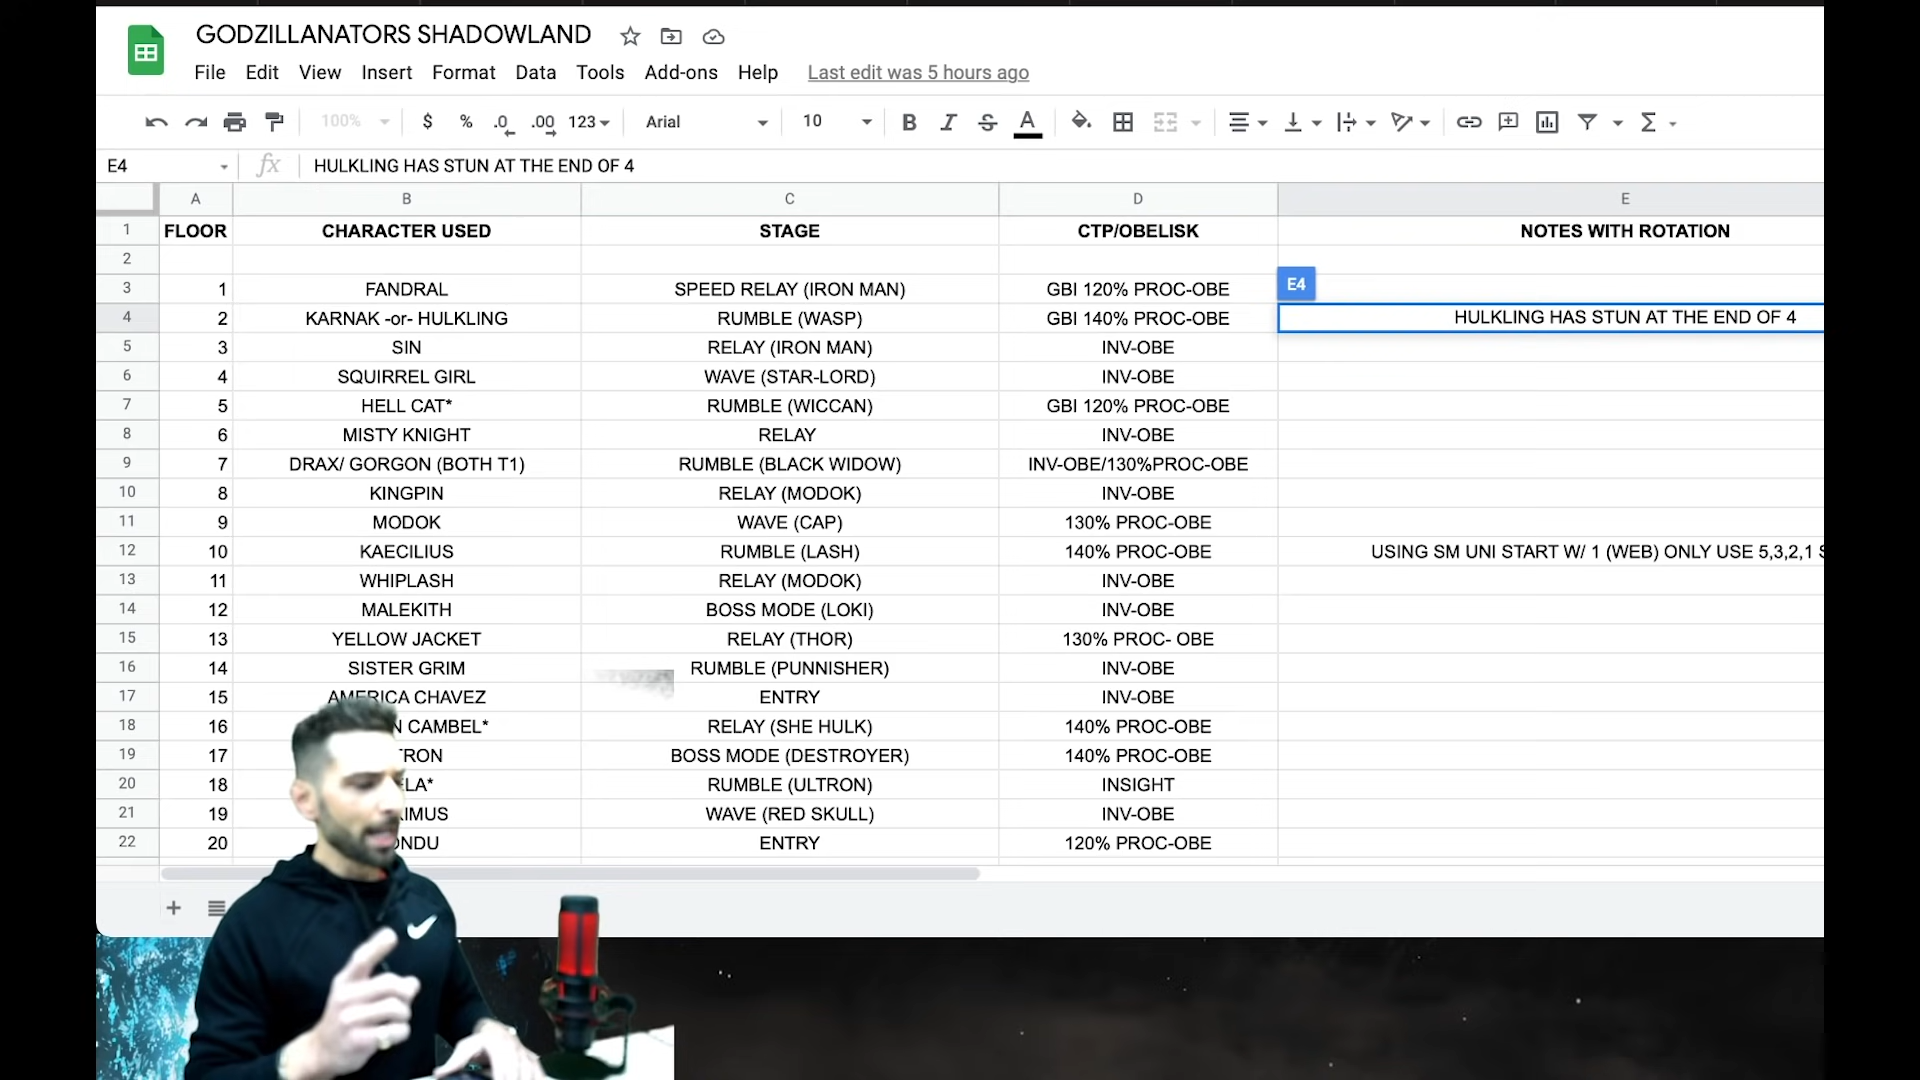 GODZILLANATORS SHADOWLAND
File Edit View Insert Format Data Tools Add-ons Help Last edit was 5 hours ago
100% $ % .0 .00 123 Arial 10 B I S A Σ
E4 fx HULKLING HAS STUN AT THE END OF 4
A B C D E
1 FLOOR CHARACTER USED STAGE CTP/OBELISK NOTES WITH ROTATION
2
3 1 FANDRAL SPEED RELAY (IRON MAN) GBI 120% PROC-OBE E4
4 2 KARNAK -or- HULKLING RUMBLE (WASP) GBI 140% PROC-OBE HULKLING HAS STUN AT THE END OF 4
5 3 SIN RELAY (IRON MAN) INV-OBE
6 4 SQUIRREL GIRL WAVE (STAR-LORD) INV-OBE
7 5 HELL CAT* RUMBLE (WICCAN) GBI 120% PROC-OBE
8 6 MISTY KNIGHT RELAY INV-OBE
9 7 DRAX/ GORGON (BOTH T1) RUMBLE (BLACK WIDOW) INV-OBE/130%PROC-OBE
10 8 KINGPIN RELAY (MODOK) INV-OBE
11 9 MODOK WAVE (CAP) 130% PROC-OBE
12 10 KAECILIUS RUMBLE (LASH) 140% PROC-OBE USING SM UNI START W/ 1 (WEB) ONLY USE 5,3,2,1
13 11 WHIPLASH RELAY (MODOK) INV-OBE
14 12 MALEKITH BOSS MODE (LOKI) INV-OBE
15 13 YELLOW JACKET RELAY (THOR) 130% PROC- OBE
16 14 SISTER GRIM RUMBLE (PUNNISHER) INV-OBE
17 15 AMERICA CHAVEZ ENTRY INV-OBE
18 16 CAMBEL* RELAY (SHE HULK) 140% PROC-OBE
19 17 BOSS MODE (DESTROYER) 140% PROC-OBE
20 18 RUMBLE (ULTRON) INSIGHT
21 19 WAVE (RED SKULL) INV-OBE
22 20 ENTRY 120% PROC-OBE